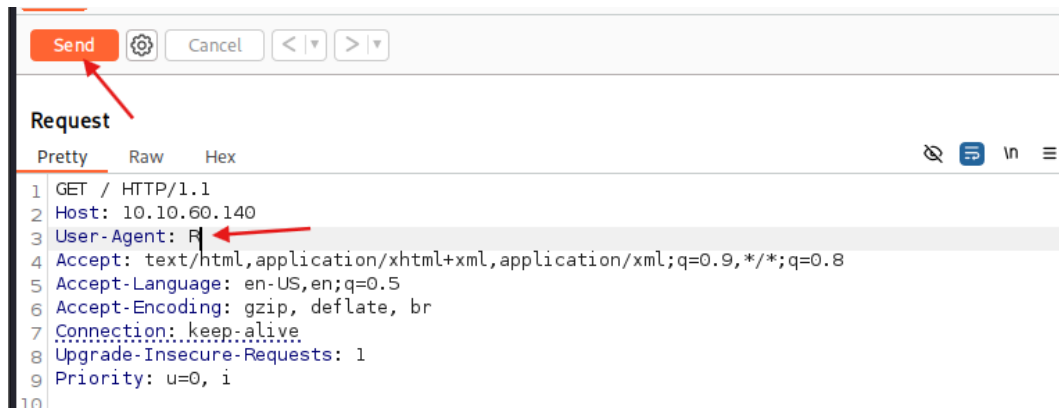 Send Cancel < | ▾ > | ▾
Request
Pretty Raw Hex \n
1 GET / HTTP/1.1
2 Host: 10.10.60.140
3 User-Agent: R
4 Accept: text/html,application/xhtml+xml,application/xml;q=0.9,*/*;q=0.8
5 Accept-Language: en-US,en;q=0.5
6 Accept-Encoding: gzip, deflate, br
7 Connection: keep-alive
8 Upgrade-Insecure-Requests: 1
9 Priority: u=0, i
10